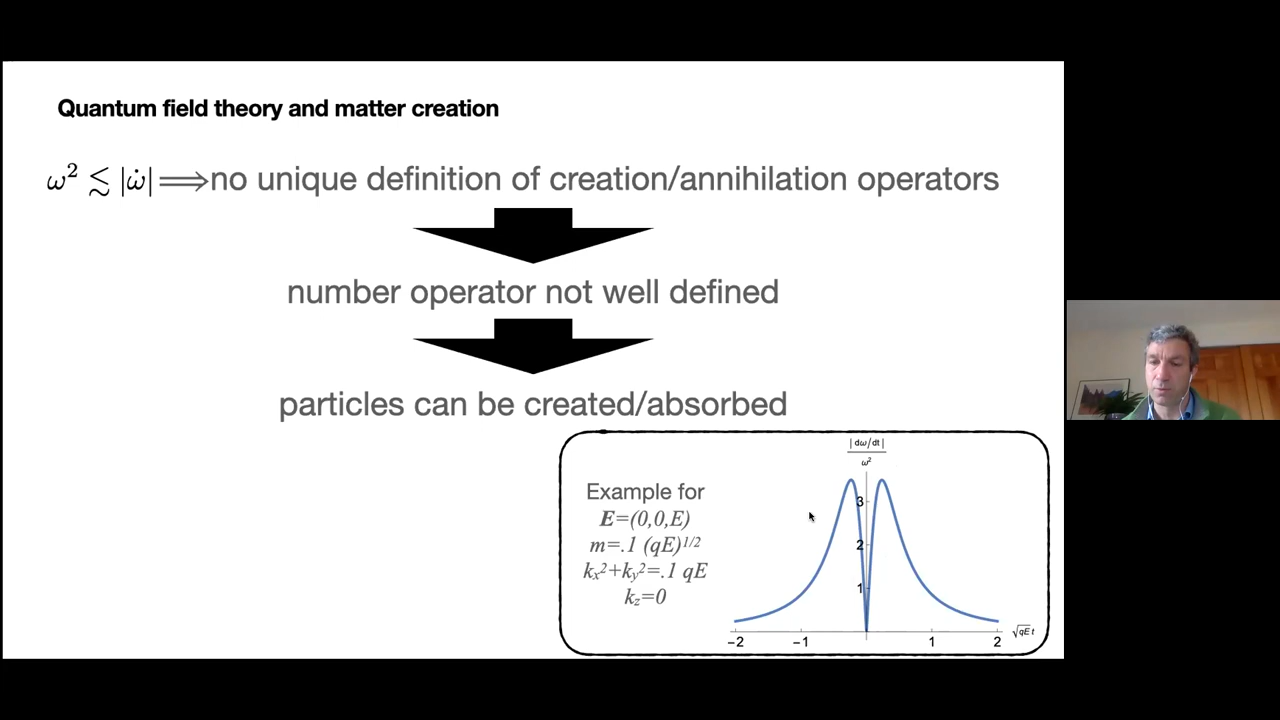 Quantum field theory and matter creation
ω² ≲ |ω̇| ⟹ no unique definition of creation/annihilation operators
number operator not well defined
particles can be created/absorbed
Example for
E=(0,0,E)
m=.1 (qE)^1/2
kx²+ky²=.1 qE
kz=0
|dω/dt|
ω²
3
2
1
-2 -1 1 2
√qE t